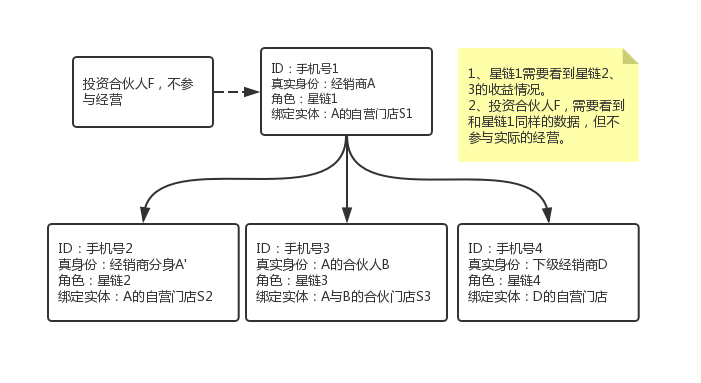 投资合伙人F，不参
与经营
ID：手机号1
真实身份：经销商A
角色：星链1
绑定实体：A的自营门店S1
1、星链1需要看到星链2、
3的收益情况。
2、投资合伙人F，需要看到
和星链1同样的数据，但不
参与实际的经营。
ID：手机号2
真身份：经销商分身A'
角色：星链2
绑定实体：A的自营门店S2
ID：手机号3
真实身份：A的合伙人B
角色：星链3
绑定实体：A与B的合伙门店S3
ID：手机号4
真实身份：下级经销商D
角色：星链4
绑定实体：D的自营门店